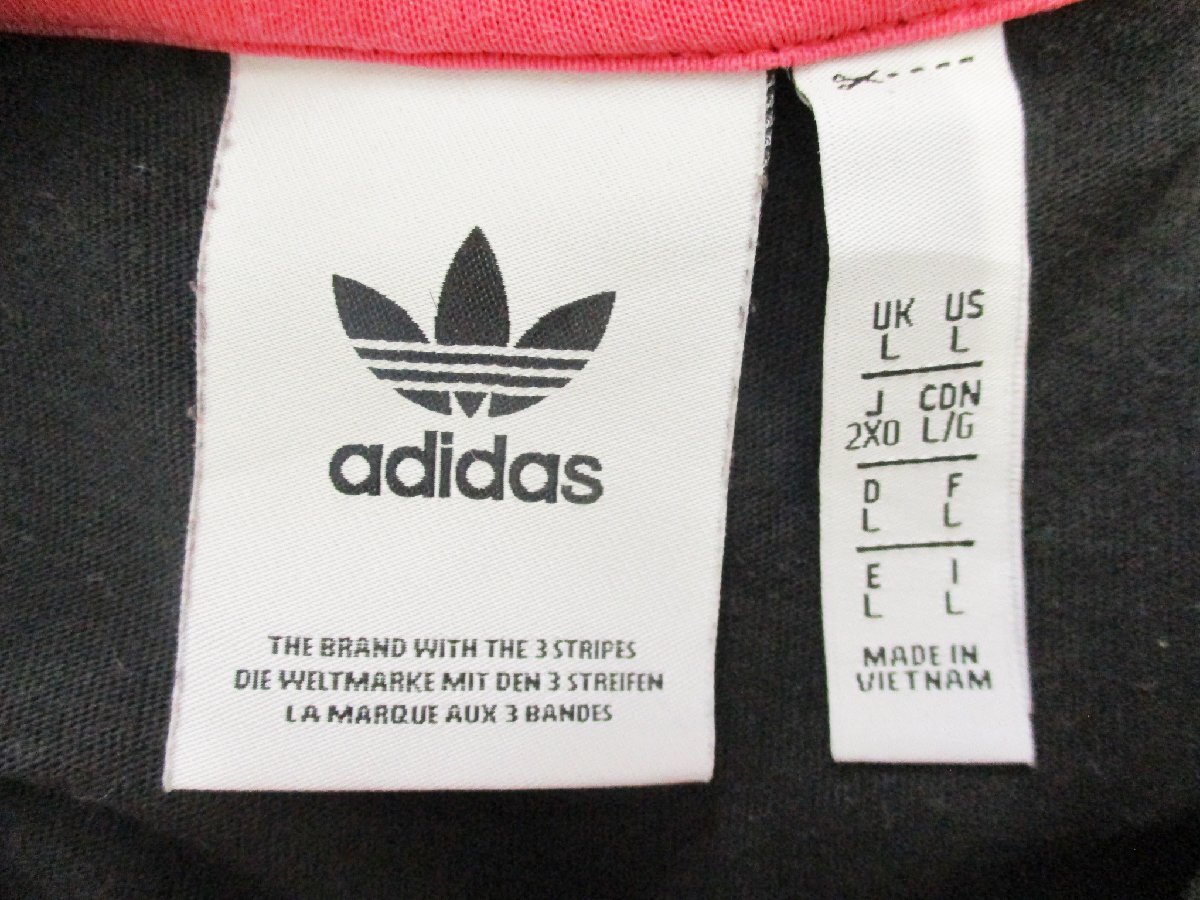 adidas
THE BRAND WITH THE 3 STRIPES
DIE WELTMARKE MIT DEN 3 STREIFEN
LA MARQUE AUX 3 BANDES
UK US
L L
J CDN
2XO L/G
D F
L L
E I
L L
MADE IN
VIETNAM